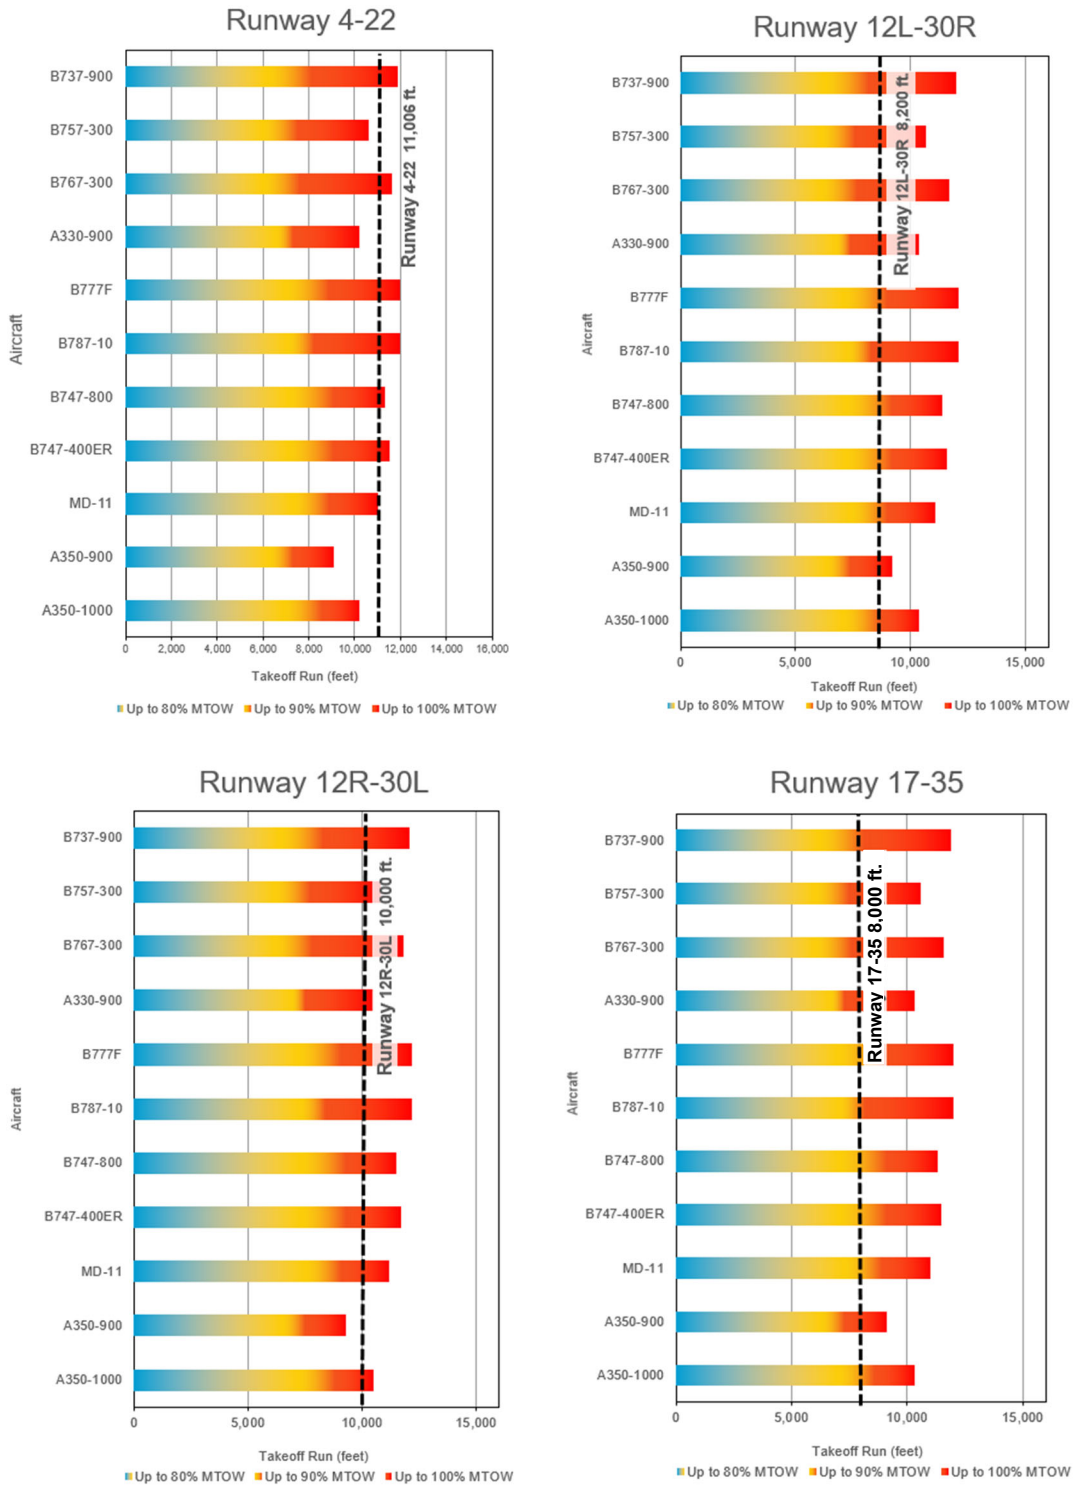 Runway 4-22
B737-900
B757-300
B767-300
A330-900
B777F
B787-10
B747-800
B747-400ER
MD-11
A350-900
A350-1000
Aircraft
Runway 4-22 11,006 ft.
0 2,000 4,000 6,000 8,000 10,000 12,000 14,000 16,000
Takeoff Run (feet)
Up to 80% MTOW Up to 90% MTOW Up to 100% MTOW
Runway 12L-30R
B737-900
B757-300
B767-300
A330-900
B777F
B787-10
B747-800
B747-400ER
MD-11
A350-900
A350-1000
Aircraft
Runway 12L-30R 8,200 ft.
0 5,000 10,000 15,000
Takeoff Run (feet)
Up to 80% MTOW Up to 90% MTOW Up to 100% MTOW
Runway 12R-30L
B737-900
B757-300
B767-300
A330-900
B777F
B787-10
B747-800
B747-400ER
MD-11
A350-900
A350-1000
Aircraft
Runway 12R-30L 10,000 ft.
0 5,000 10,000 15,000
Takeoff Run (feet)
Up to 80% MTOW Up to 90% MTOW Up to 100% MTOW
Runway 17-35
B737-900
B757-300
B767-300
A330-900
B777F
B787-10
B747-800
B747-400ER
MD-11
A350-900
A350-1000
Aircraft
Runway 17-35 8,000 ft.
0 5,000 10,000 15,000
Takeoff Run (feet)
Up to 80% MTOW Up to 90% MTOW Up to 100% MTOW